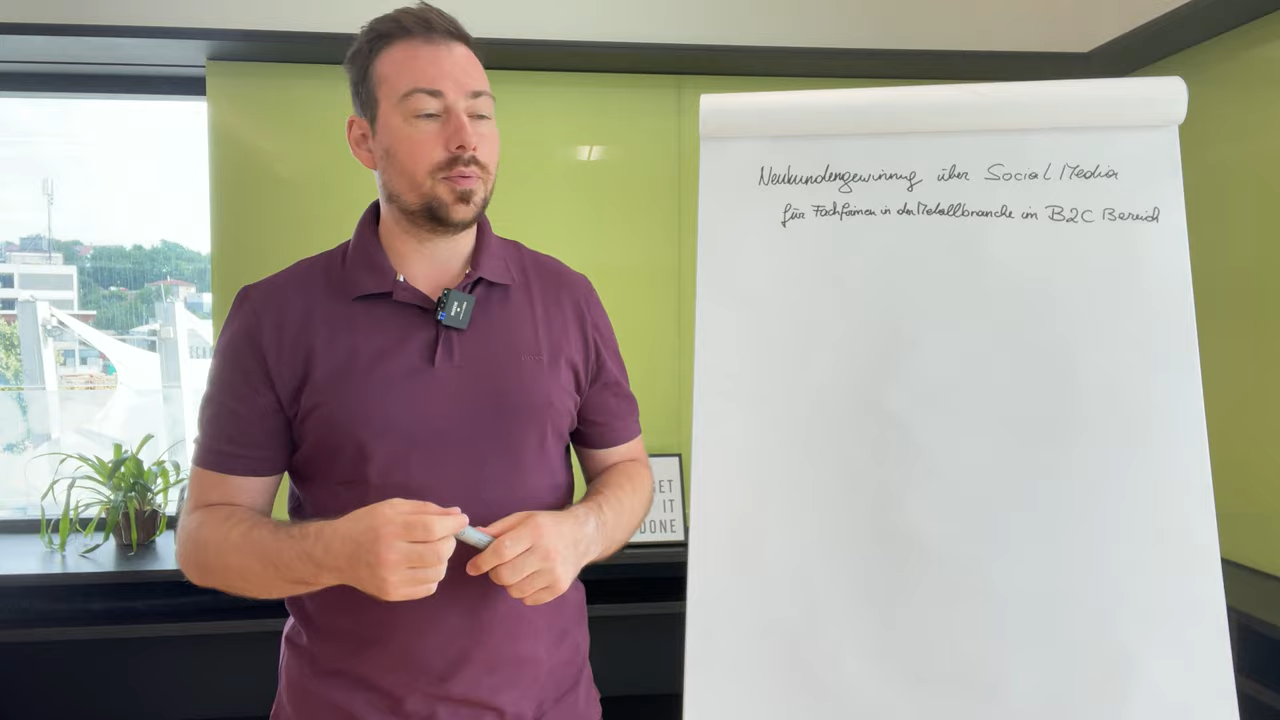 Neukundengewinnung über Social Media
für Fachfirmen in der Metallbranche im B2C Bereich
GET
IT
DONE